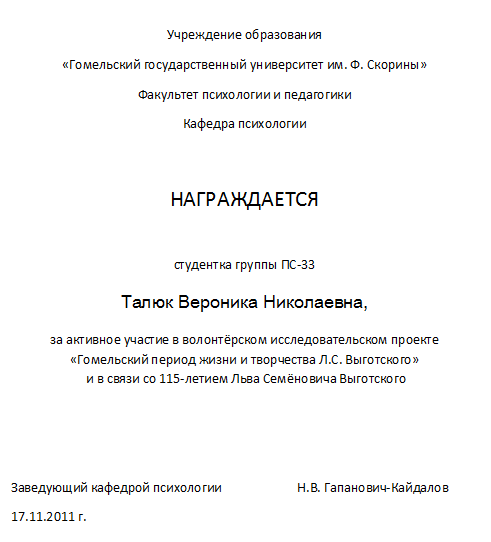 Учреждение образования
«Гомельский государственный университет им. Ф. Скорины»
Факультет психологии и педагогики
Кафедра психологии
НАГРАЖДАЕТСЯ
студентка группы ПС-33
Талюк Вероника Николаевна,
за активное участие в волонтёрском исследовательском проекте
«Гомельский период жизни и творчества Л.С. Выготского»
и в связи со 115-летием Льва Семёновича Выготского
Заведующий кафедрой психологии Н.В. Гапанович-Кайдалов
17.11.2011 г.